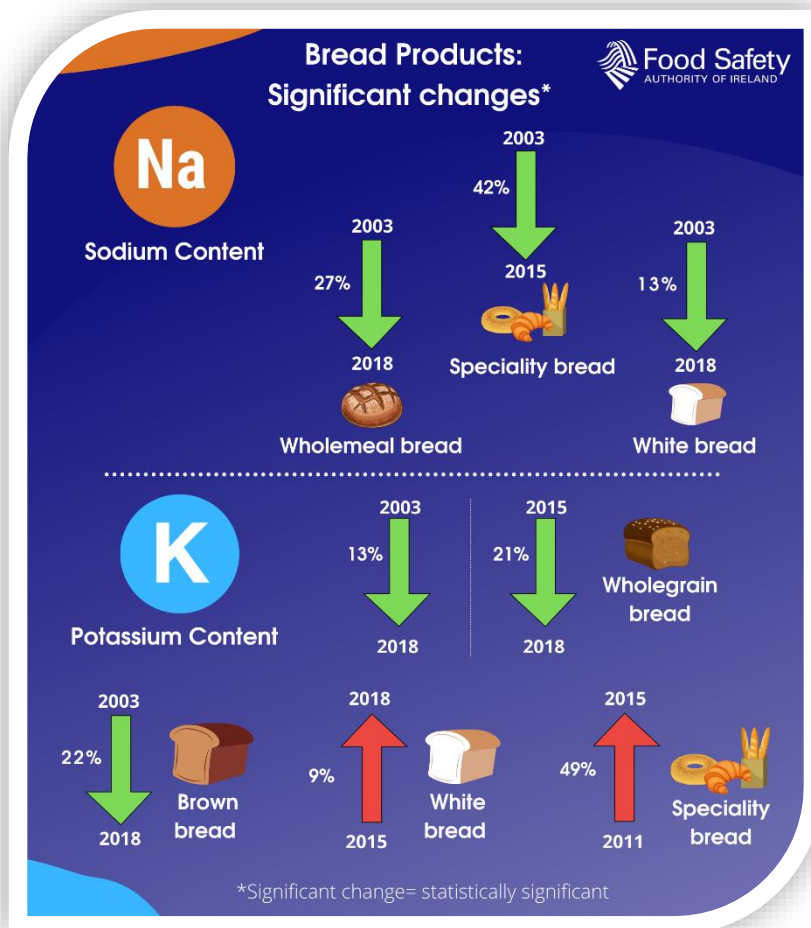 Bread Products:
Significant changes*
Food Safety
AUTHORITY OF IRELAND
Na
Sodium Content
2003
27%
2018
Wholemeal bread
2003
42%
2015
Speciality bread
2003
13%
2018
White bread
K
Potassium Content
2003
13%
2018
2015
21%
2018
Wholegrain
bread
2003
22%
2018
Brown
bread
2018
9%
2015
White
bread
2015
49%
2011
Speciality
bread
*Significant change= statistically significant